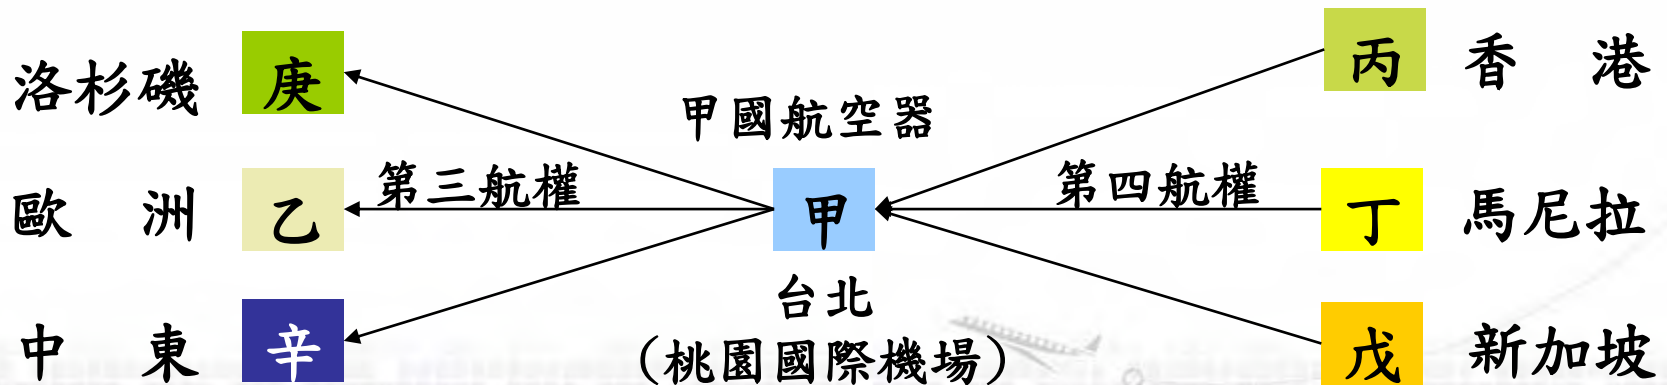 洛杉磯 庚 丙 香 港
甲國航空器
歐 洲 乙 第三航權 甲 第四航權 丁 馬尼拉
台北
中 東 辛 (桃園國際機場) 戊 新加坡